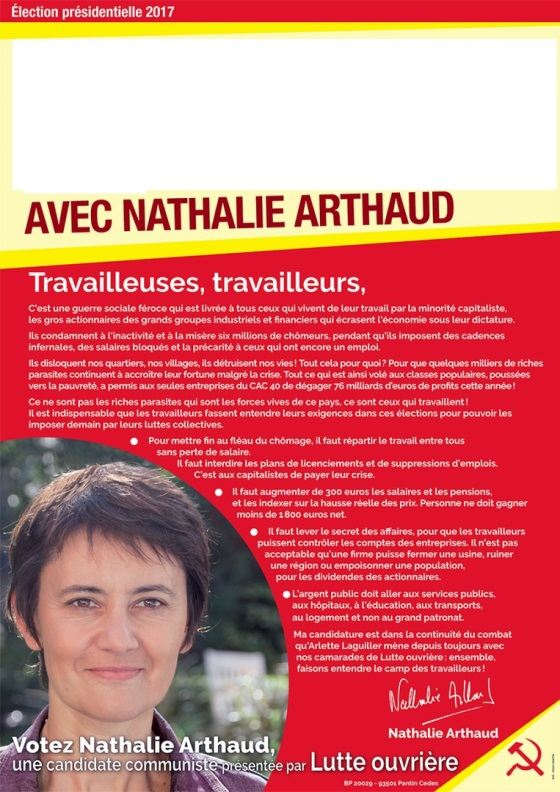 Élection présidentielle 2017
AVEC NATHALIE ARTHAUD
Travailleuses, travailleurs,
C'est une guerre sociale féroce qui est livrée à tous ceux qui vivent de leur travail par la minorité capitaliste,
les gros actionnaires des grands groupes industriels et financiers qui écrasent l'économie sous leur dictature.
Ils condamnent à l'inactivité et à la misère six millions de chômeurs, pendant qu'ils imposent des cadences
infernales, des salaires bloqués et la précarité à ceux qui ont encore un emploi.
Ils disloquent nos quartiers, nos villages, ils détruisent nos vies ! Tout cela pour quoi ? Pour que quelques milliers de riches
parasites continuent à accroître leur fortune malgré la crise. Tout ce qui est ainsi volé aux classes populaires, poussées
vers la pauvreté, a permis aux seules entreprises du CAC 40 de dégager 76 milliards d'euros de profits cette année !
Ce ne sont pas les riches parasites qui sont les forces vives de ce pays, ce sont ceux qui travaillent !
Il est indispensable que les travailleurs fassent entendre leurs exigences dans ces élections pour pouvoir les
imposer demain par leurs luttes collectives.
● Pour mettre fin au fléau du chômage, il faut répartir le travail entre tous
sans perte de salaire.
Il faut interdire les plans de licenciements et de suppressions d'emplois.
C'est aux capitalistes de payer leur crise.
● Il faut augmenter de 300 euros les salaires et les pensions,
et les indexer sur la hausse réelle des prix. Personne ne doit gagner
moins de 1 800 euros net.
● Il faut lever le secret des affaires, pour que les travailleurs
puissent contrôler les comptes des entreprises. Il n'est pas
acceptable qu'une firme puisse fermer une usine, ruiner
une région ou empoisonner une population,
pour les dividendes des actionnaires.
● L'argent public doit aller aux services publics,
aux hôpitaux, à l'éducation, aux transports,
au logement et non au grand patronat.
Ma candidature est dans la continuité du combat
qu'Arlette Laguiller mène depuis toujours avec
nos camarades de Lutte ouvrière : ensemble,
faisons entendre le camp des travailleurs !
Nathalie Arthaud
Nathalie Arthaud
Votez Nathalie Arthaud,
une candidate communiste présentée par Lutte ouvrière
BP 20029 - 93501 Pantin Cedex